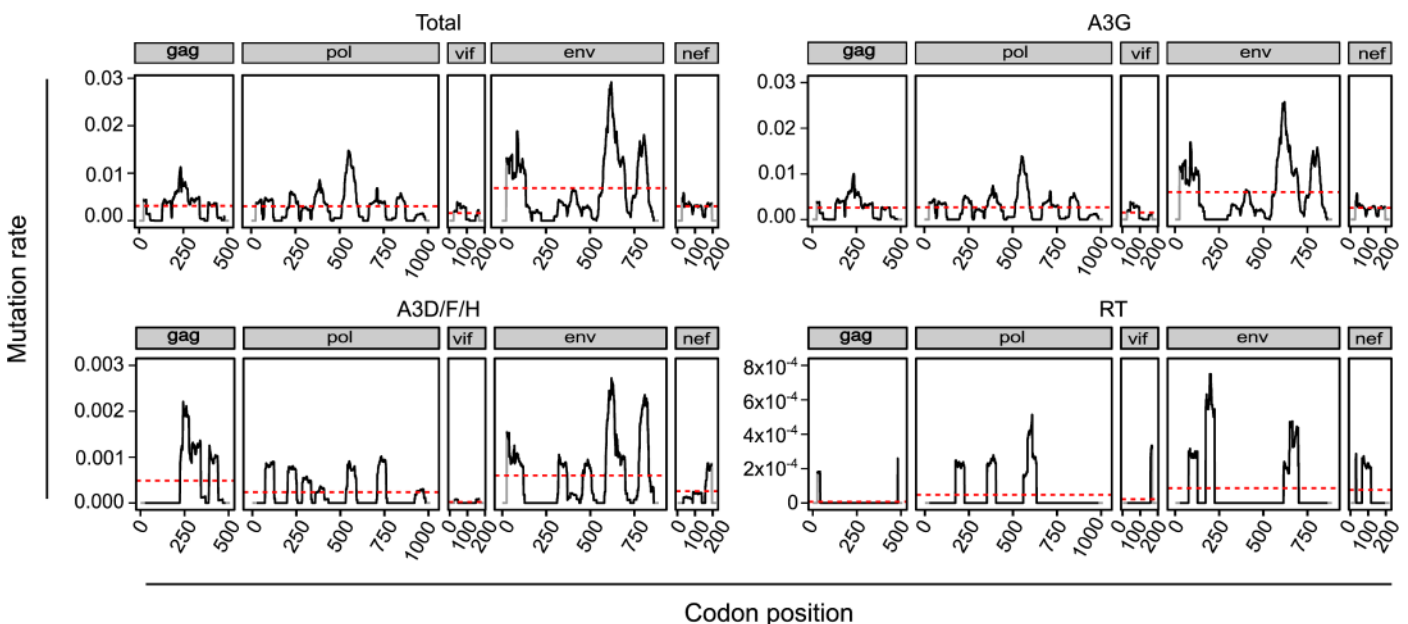 Total
gag pol vif env nef
0.03
0.02
0.01
0.00
0 250 500 0 250 500 750 1000 0 100 200 0 250 500 750 0 100 200
A3G
gag pol vif env nef
0.03
0.02
0.01
0.00
0 250 500 0 250 500 750 1000 0 100 200 0 250 500 750 0 100 200
A3D/F/H
gag pol vif env nef
0.003
0.002
0.001
0.000
0 250 500 0 250 500 750 1000 0 100 200 0 250 500 750 0 100 200
RT
gag pol vif env nef
8x10⁻⁴
6x10⁻⁴
4x10⁻⁴
2x10⁻⁴
0
0 250 500 0 250 500 750 1000 0 100 200 0 250 500 750 0 100 200
Mutation rate
Codon position